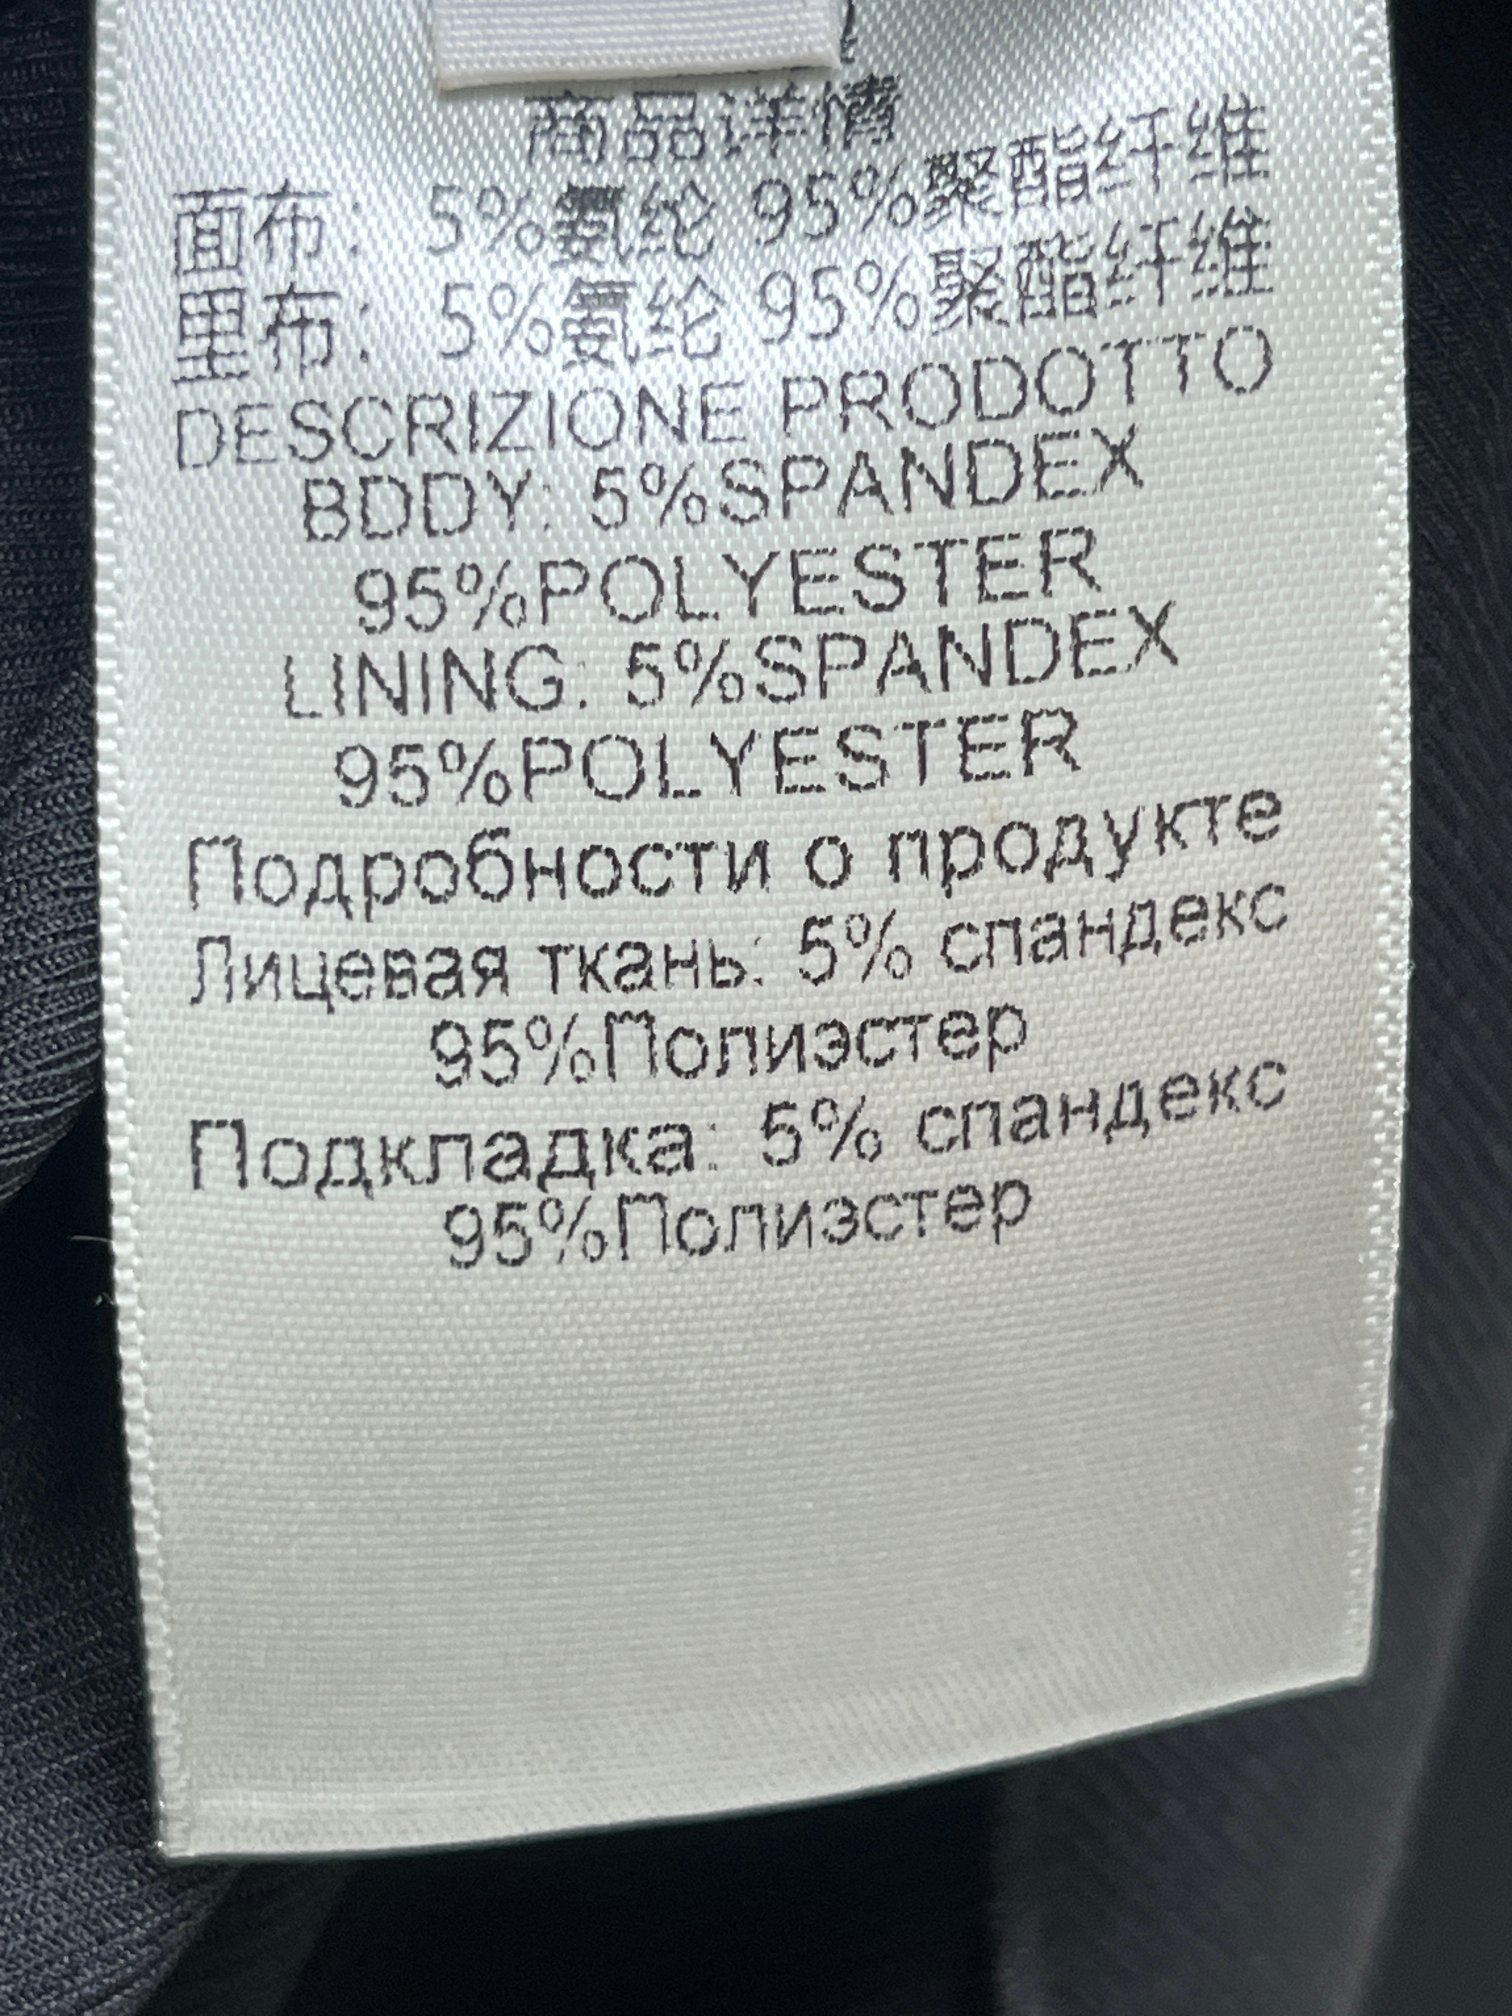 商品详情
面布: 5%氨纶 95%聚酯纤维
里布: 5%氨纶 95%聚酯纤维
DESCRIZIONE PRODOTTO
BDDY: 5%SPANDEX
95%POLYESTER
LINING: 5%SPANDEX
95%POLYESTER
Подробности о продукте
Лицевая ткань: 5% спандекс
95%Полиэстер
Подкладка: 5% спандекс
95%Полиэстер